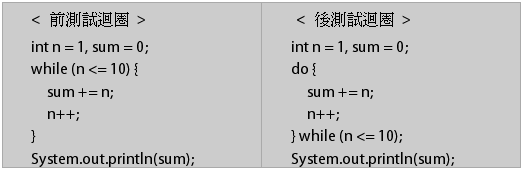 < 前測試迴圈 >
int n = 1, sum = 0;
while (n <= 10) {
sum += n;
n++;
}
System.out.println(sum);
< 後測試迴圈 >
int n = 1, sum = 0;
do {
sum += n;
n++;
} while (n <= 10);
System.out.println(sum);